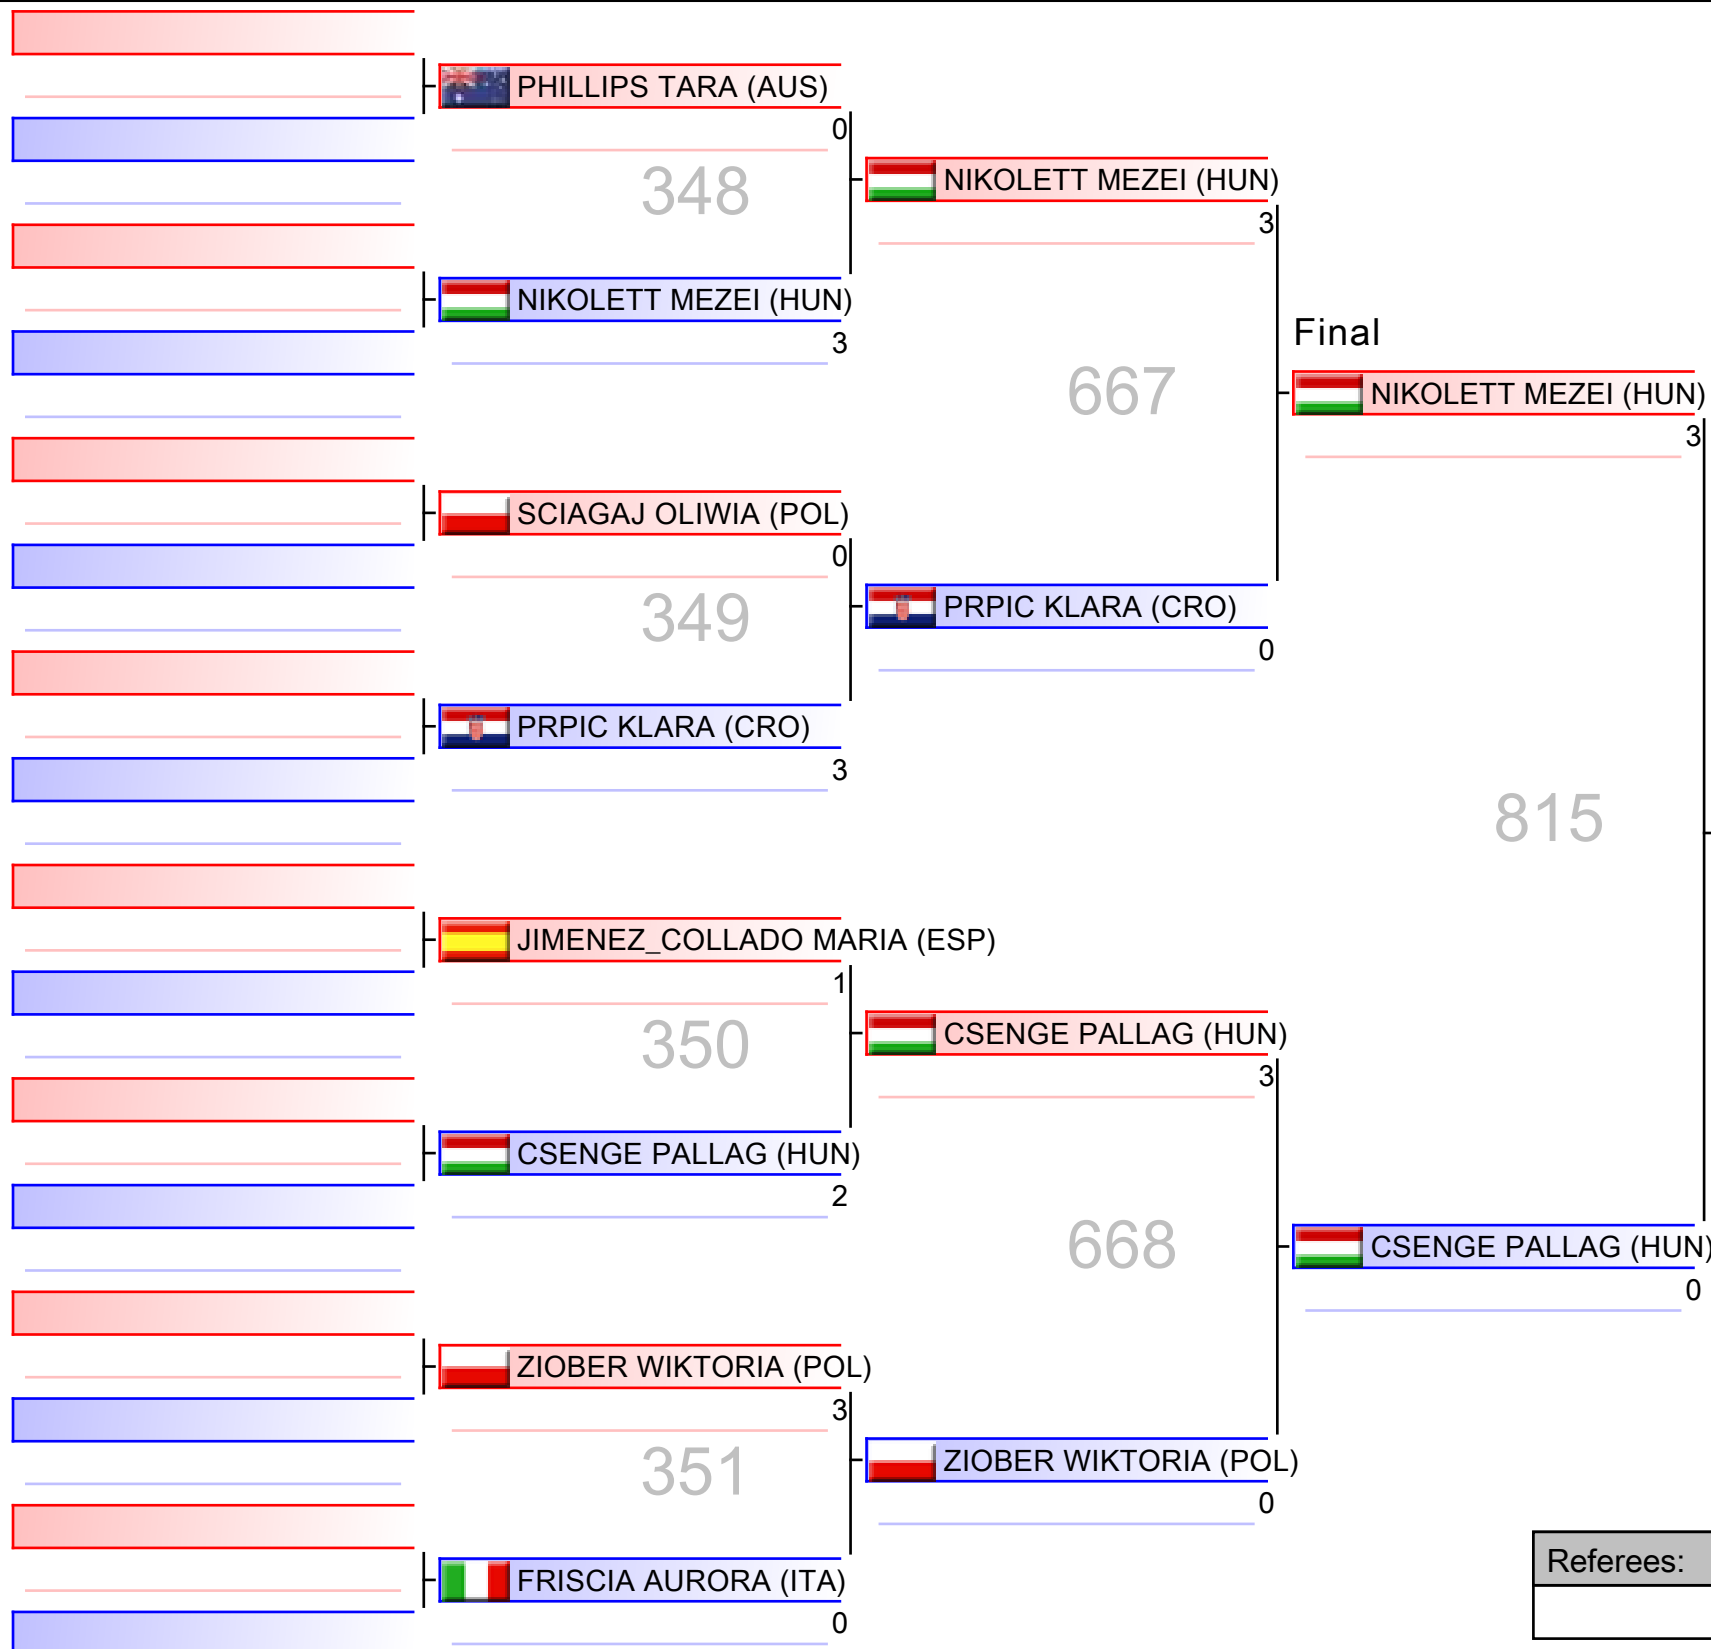 PHILLIPS TARA (AUS)
0
348
NIKOLETT MEZEI (HUN)
3
NIKOLETT MEZEI (HUN)
3
Final
667
NIKOLETT MEZEI (HUN)
3
SCIAGAJ OLIWIA (POL)
0
349
PRPIC KLARA (CRO)
0
PRPIC KLARA (CRO)
3
815
JIMENEZ_COLLADO MARIA (ESP)
1
350
CSENGE PALLAG (HUN)
3
CSENGE PALLAG (HUN)
2
668
CSENGE PALLAG (HUN)
0
ZIOBER WIKTORIA (POL)
3
351
ZIOBER WIKTORIA (POL)
0
FRISCIA AURORA (ITA)
0
Referees: